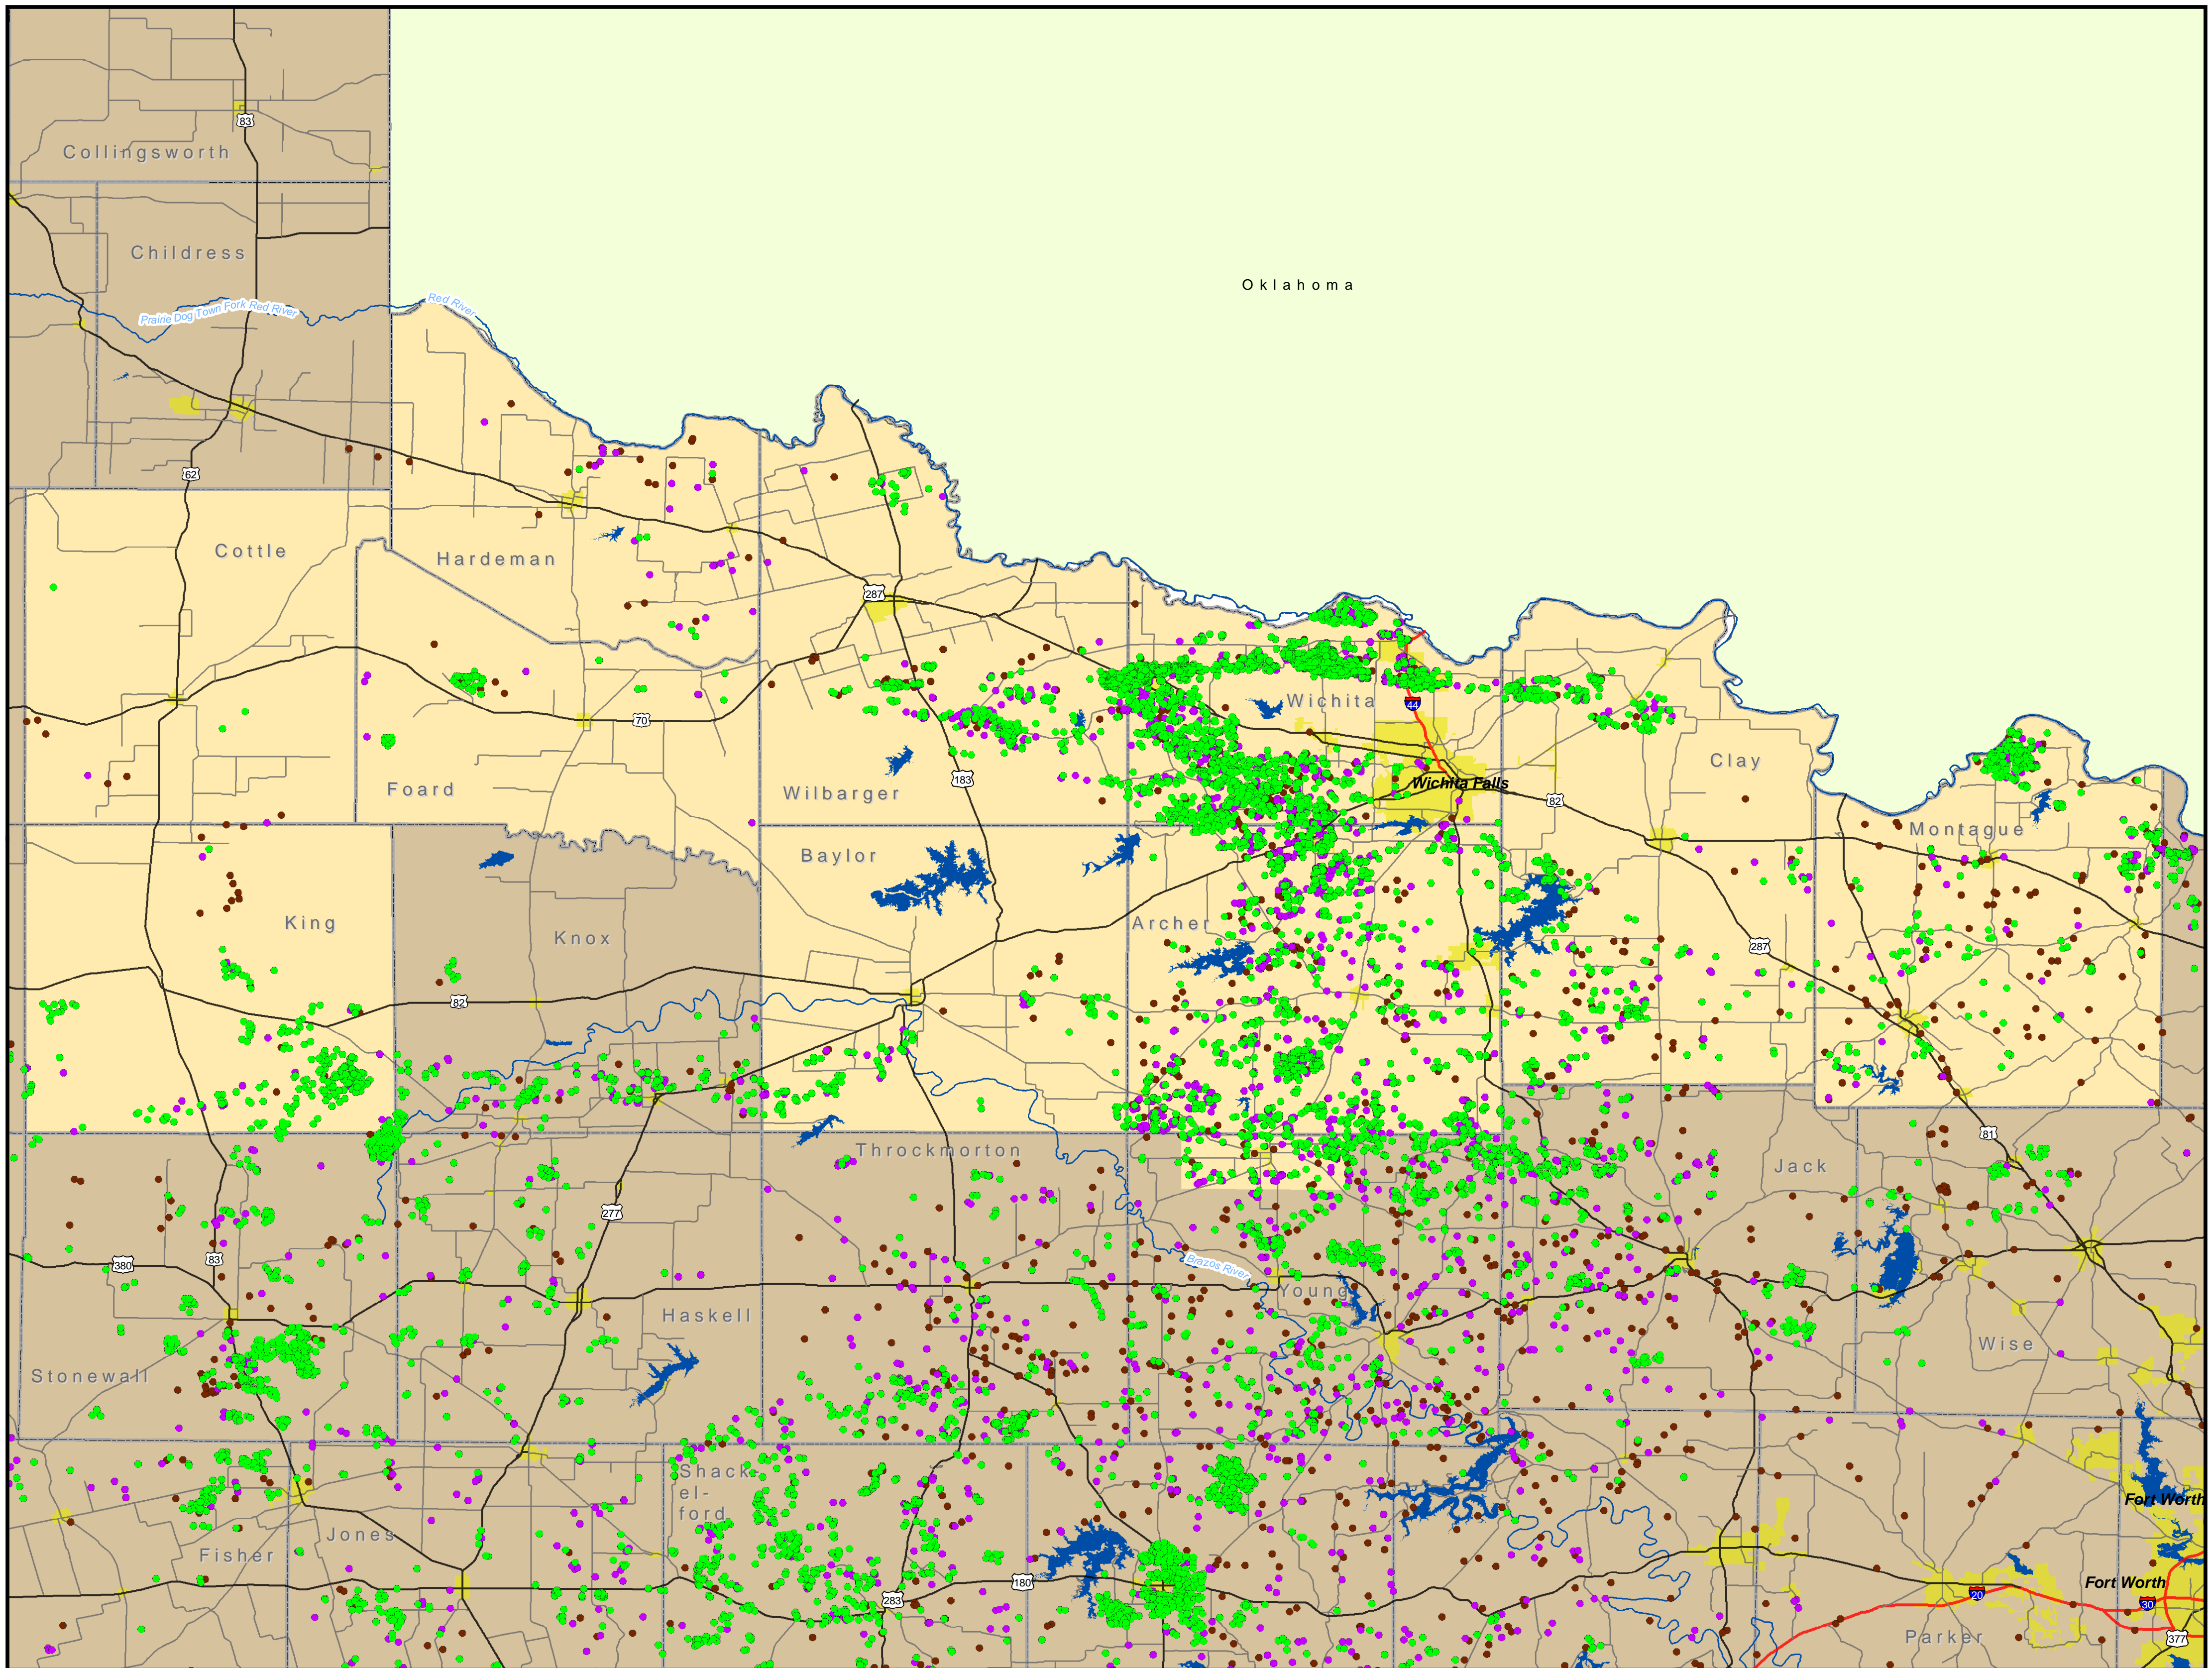 83
Collingsworth
Childress
Oklahoma
Prairie Dog Town Fork Red River
Red River
62
Cottle
Hardeman
287
Wichita
44
70
183
Wichita Falls
Clay
Foard
Wilbarger
82
Montague
Baylor
King
Archer
Knox
287
82
81
Throckmorton
Jack
277
380
83
Brazos River
Young
Haskell
Wise
Stonewall
Shack
el-
ford
Fort Worth
Jones
Fisher
180
283
Fort Worth
20
30
Parker
377